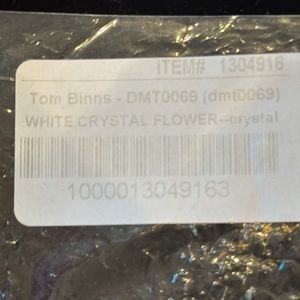 ITEM# 1304916
Tom Binns - DMT0069 (dmt0069)
WHITE,CRYSTAL FLOWER--crystal
1000013049163